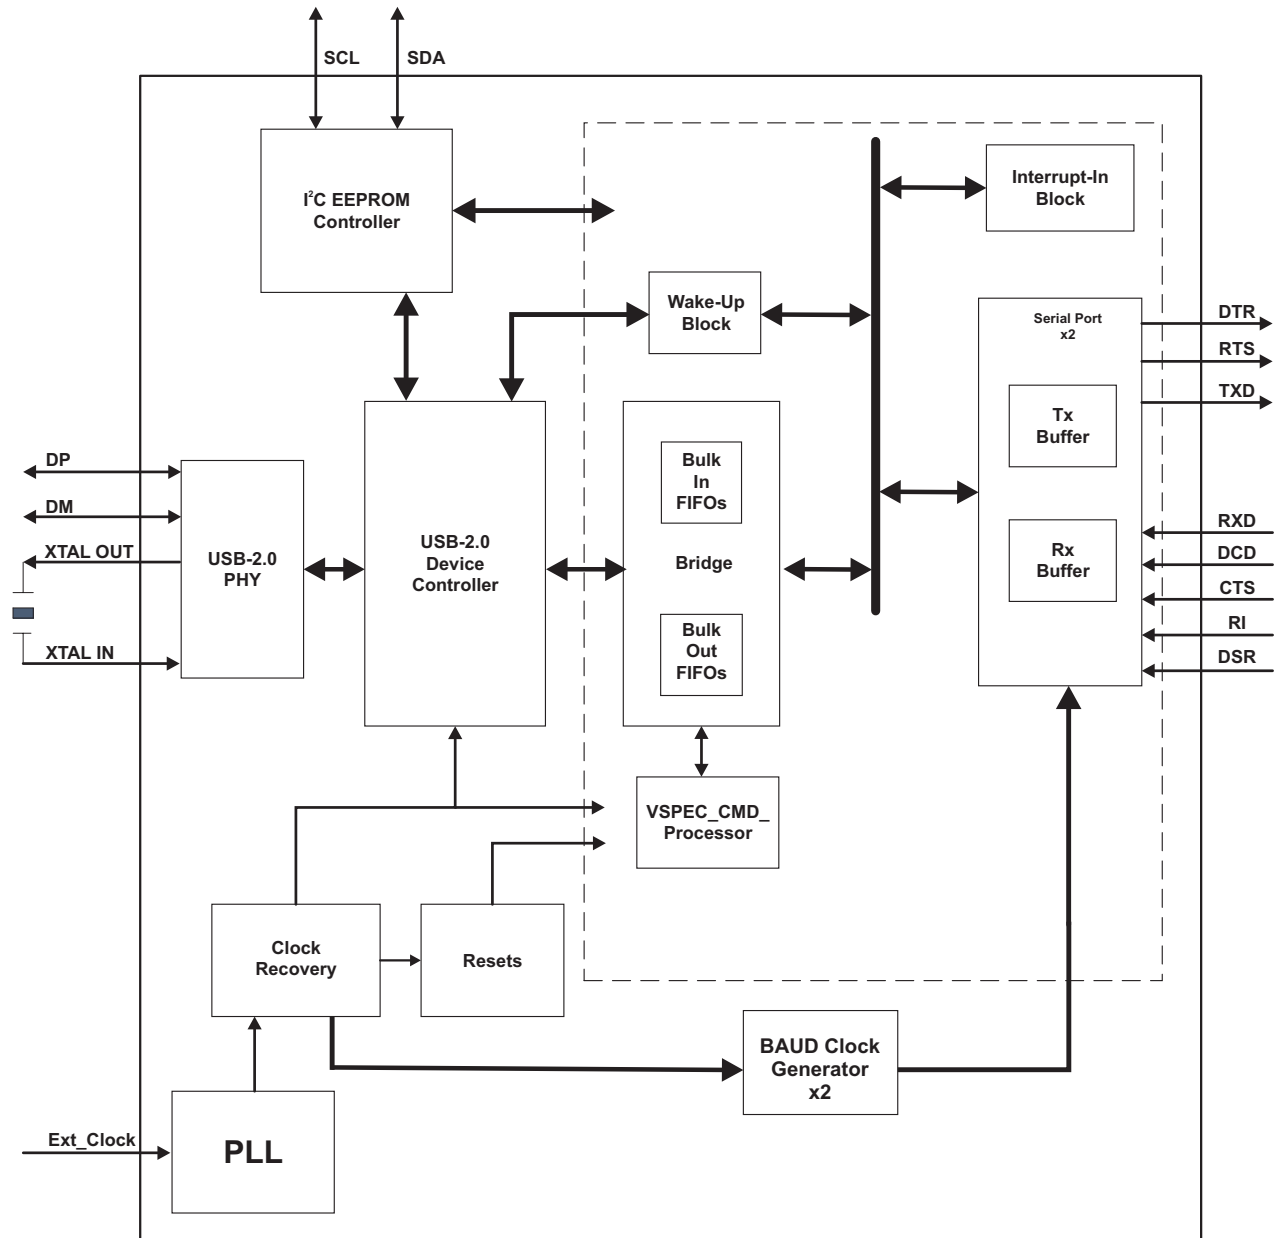 SCL
SDA
I²C EEPROM
Controller
Interrupt-In
Block
Wake-Up
Block
Serial Port
x2
DTR
RTS
TXD
Tx
Buffer
DP
DM
XTAL OUT
XTAL IN
USB-2.0
PHY
USB-2.0
Device
Controller
Bulk
In
FIFOs
Bridge
Bulk
Out
FIFOs
Rx
Buffer
RXD
DCD
CTS
RI
DSR
VSPEC_CMD_
Processor
Clock
Recovery
Resets
BAUD Clock
Generator
x2
Ext_Clock
PLL